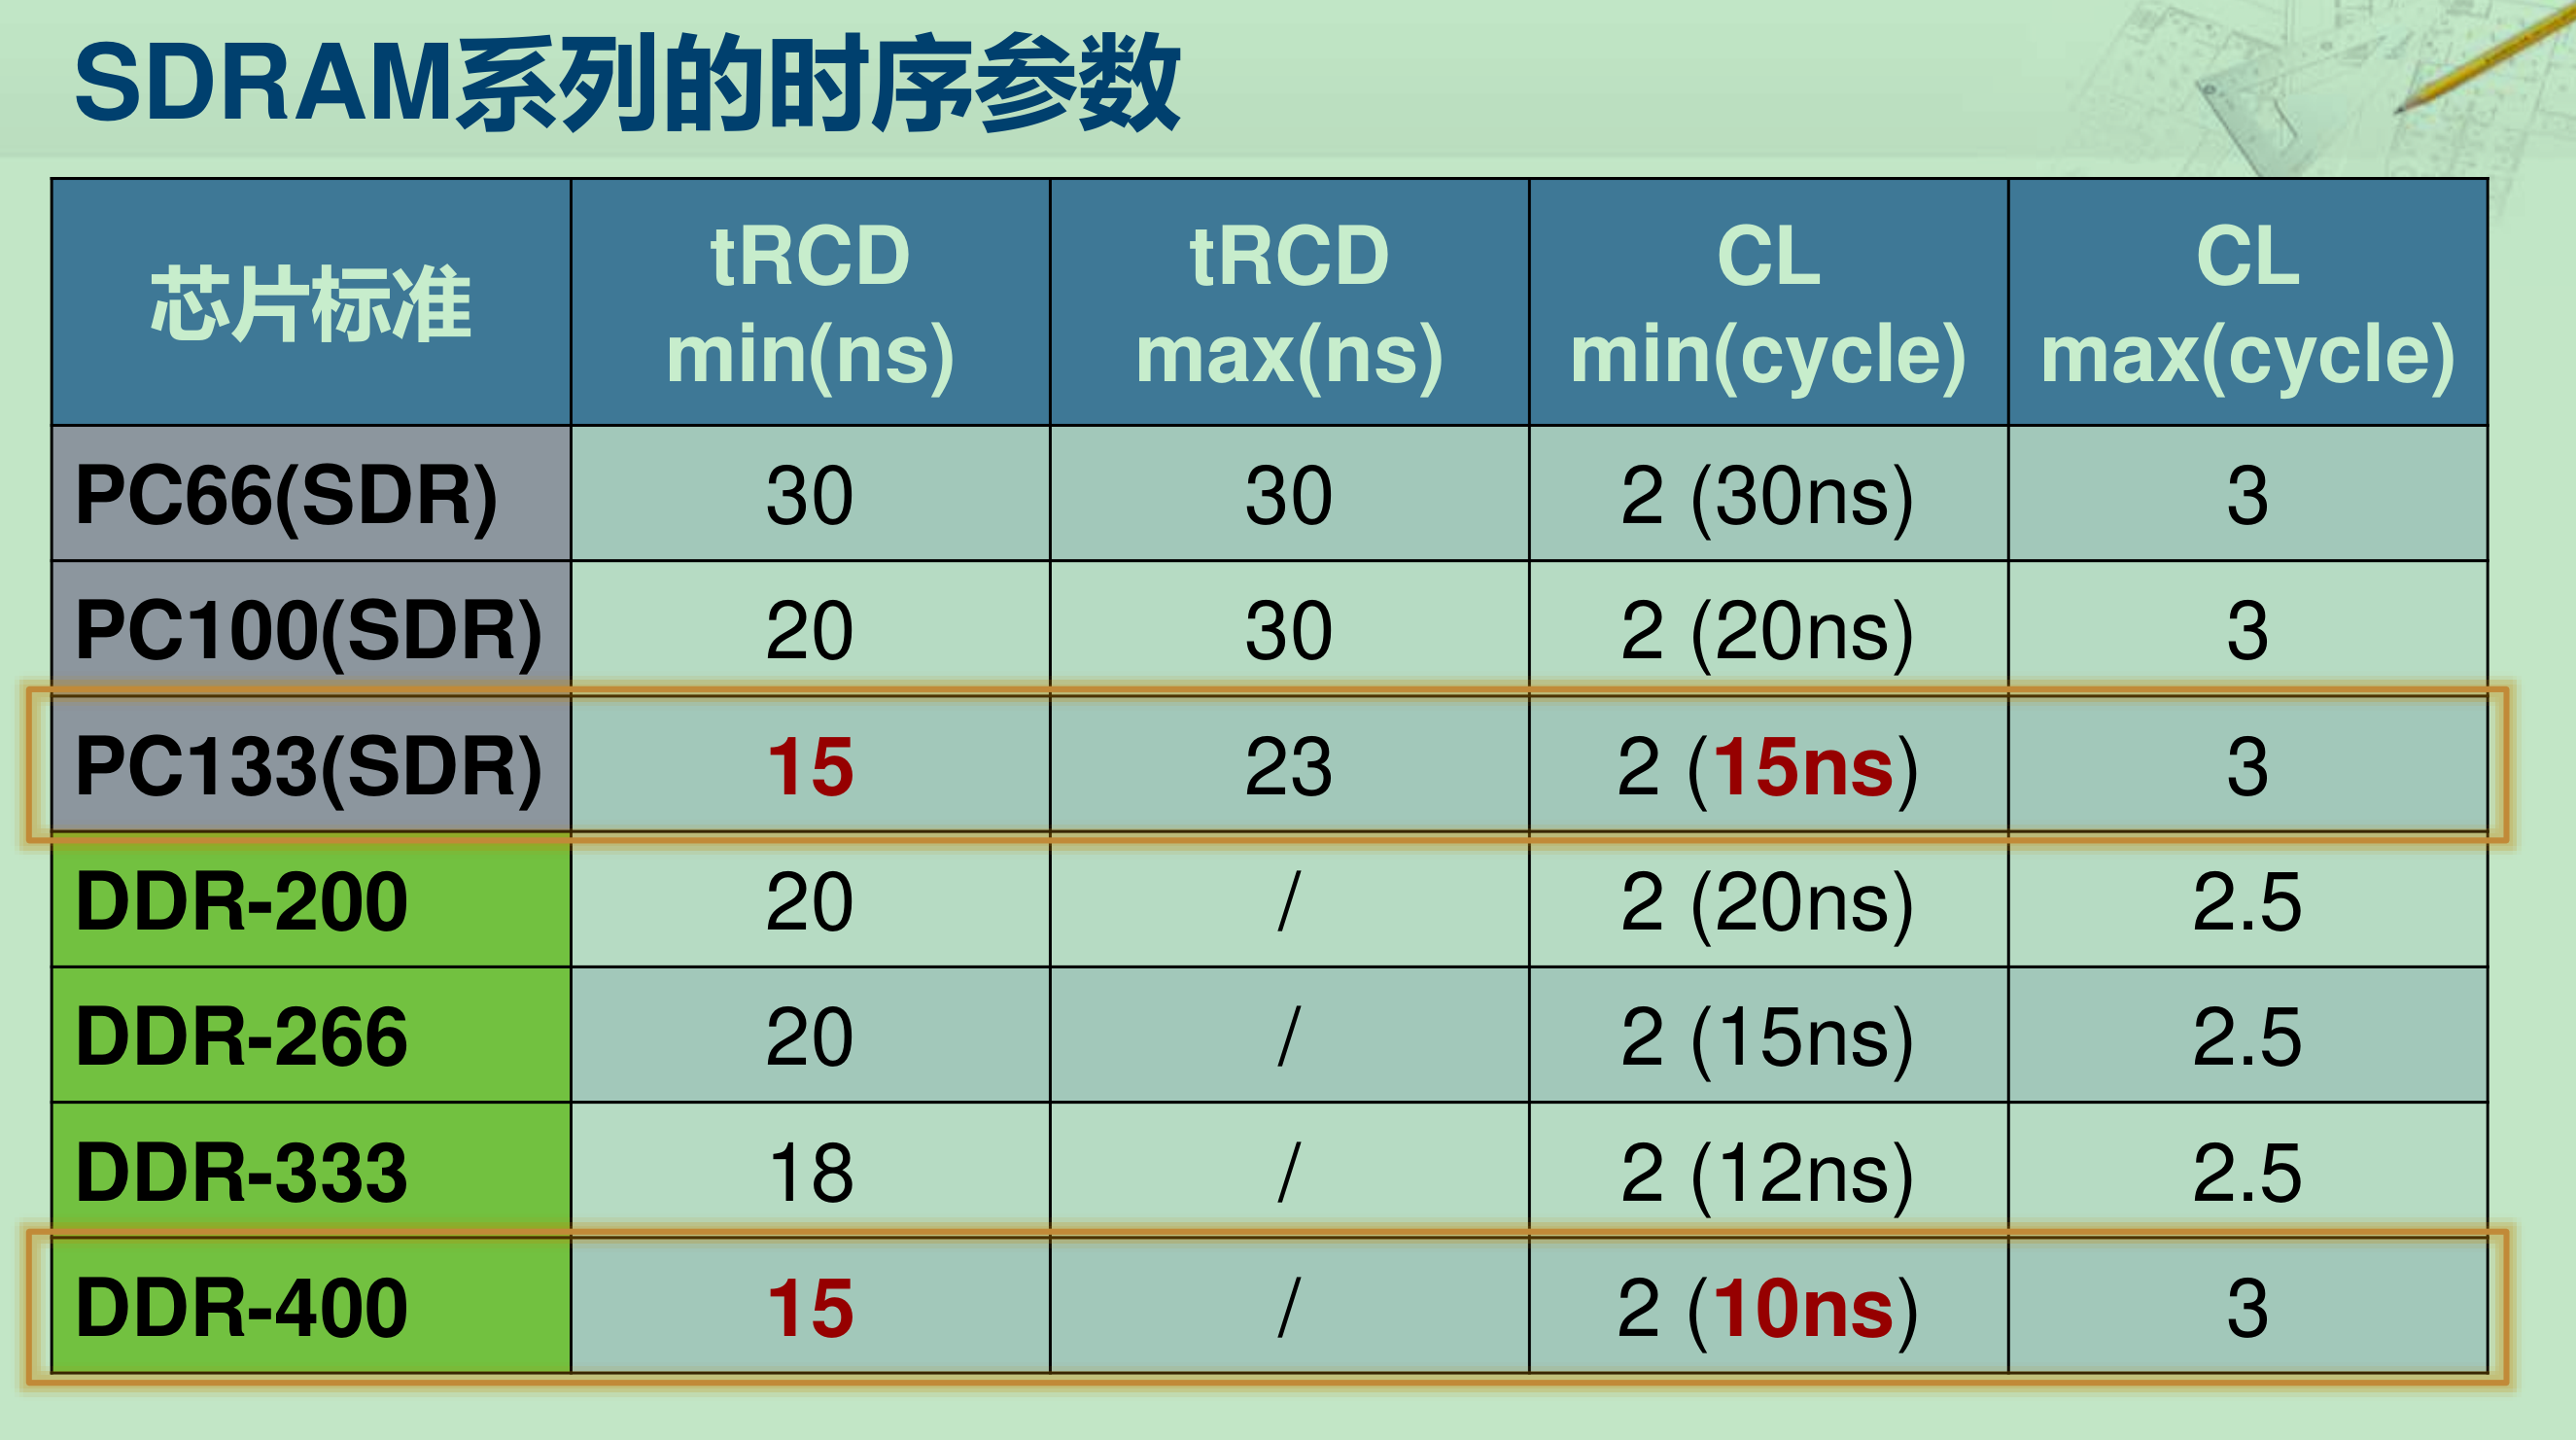 SDRAM系列的时序参数
芯片标准 tRCD min(ns) tRCD max(ns) CL min(cycle) CL max(cycle)
PC66(SDR) 30 30 2 (30ns) 3
PC100(SDR) 20 30 2 (20ns) 3
PC133(SDR) 15 23 2 (15ns) 3
DDR-200 20 / 2 (20ns) 2.5
DDR-266 20 / 2 (15ns) 2.5
DDR-333 18 / 2 (12ns) 2.5
DDR-400 15 / 2 (10ns) 3